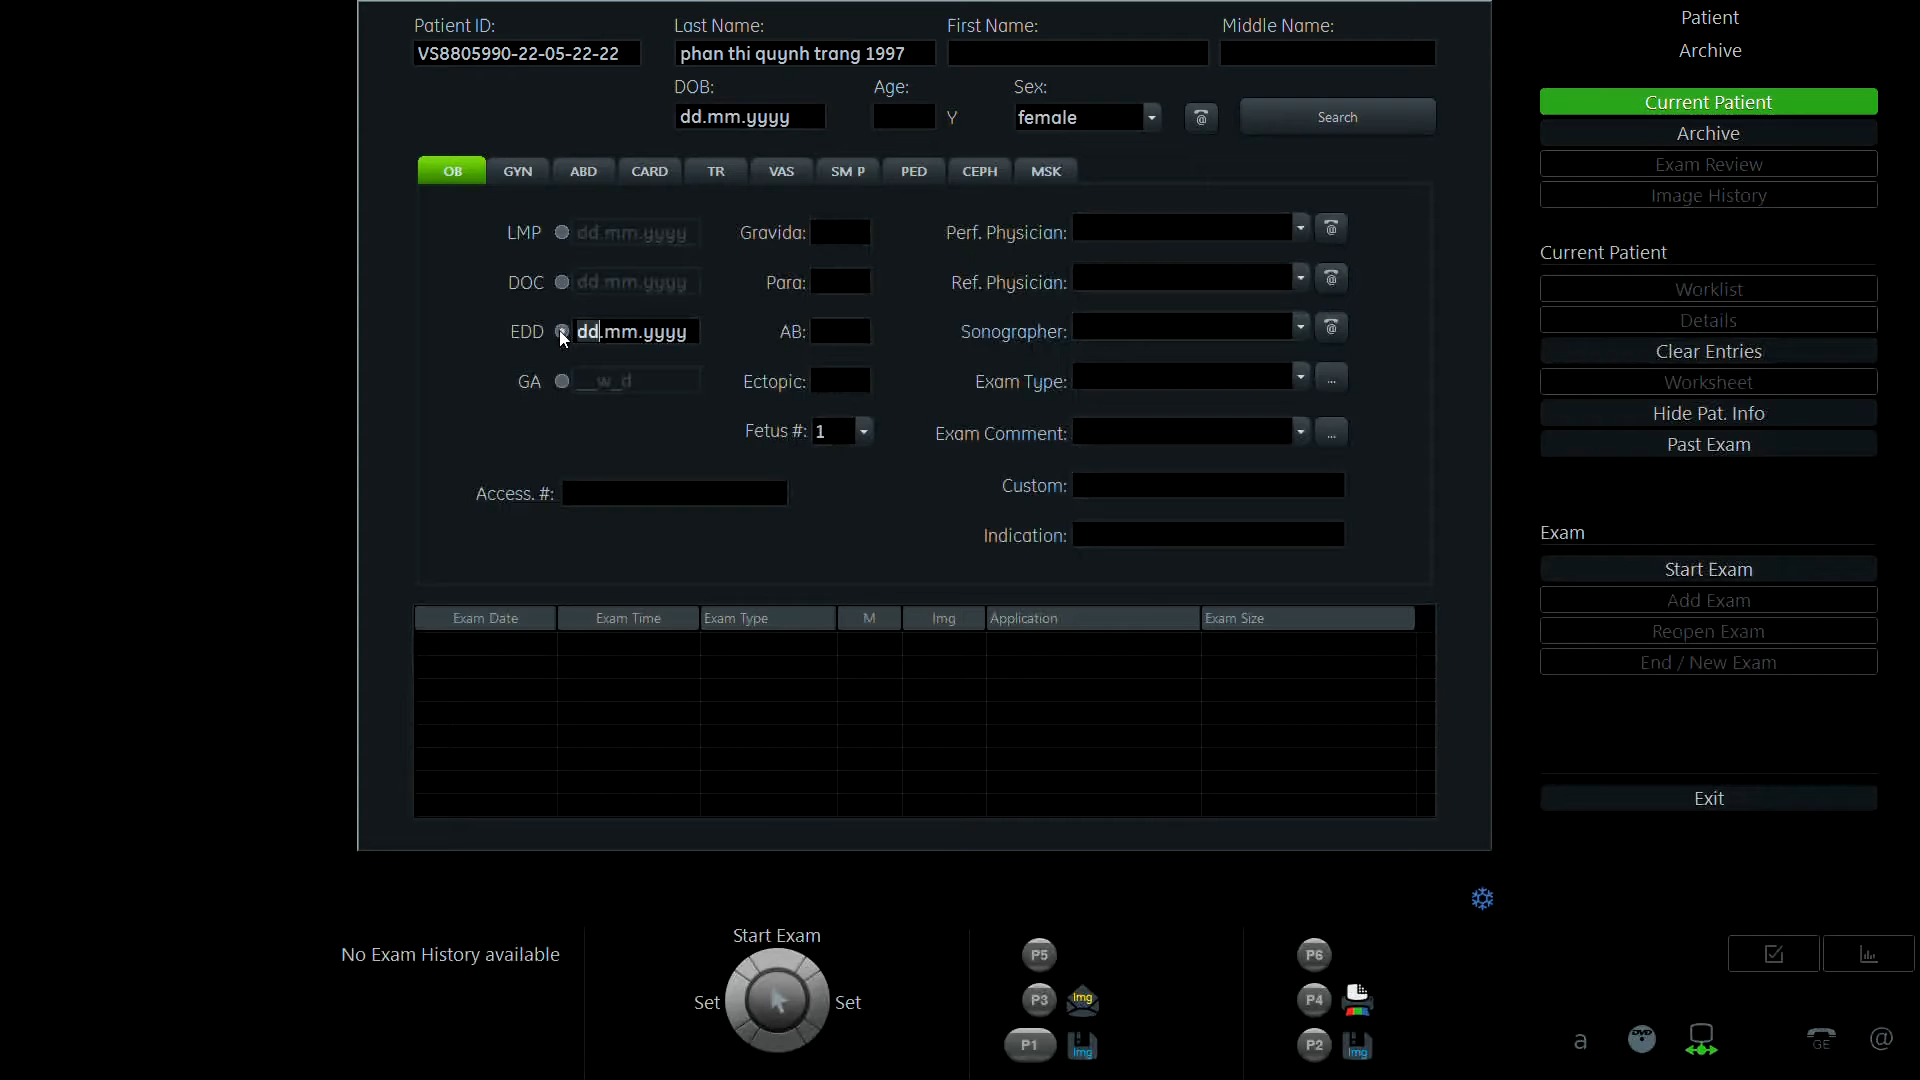 Patient ID: Last Name: First Name: Middle Name:
VS8805990-22-05-22-22 phan thi quynh trang 1997
DOB: Age: Sex:
dd.mm.yyyy Y female Search
OB GYN ABD CARD TR VAS SM P PED CEPH MSK
LMP dd.mm.yyyy Gravida: Perf. Physician:
DOC dd.mm.yyyy Para: Ref. Physician:
EDD dd.mm.yyyy AB: Sonographer:
GA __w_d Ectopic: Exam Type: ...
Fetus #: 1 Exam Comment: ...
Access. #: Custom:
Indication:
Exam Date Exam Time Exam Type M Img Application Exam Size
Patient
Archive
Current Patient
Archive
Exam Review
Image History
Current Patient
Worklist
Details
Clear Entries
Worksheet
Hide Pat. Info
Past Exam
Exam
Start Exam
Add Exam
Reopen Exam
End / New Exam
Exit
No Exam History available
Start Exam
Set Set
P5 P6
P3 Img P4
P1 Img P2 Img
a DVD GE @